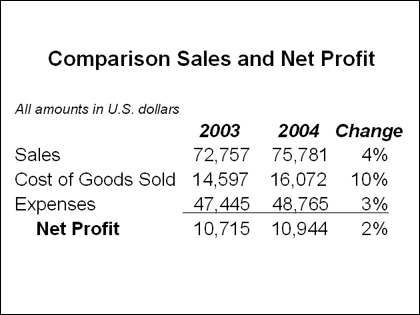 Comparison Sales and Net Profit
All amounts in U.S. dollars
2003 2004 Change
Sales 72,757 75,781 4%
Cost of Goods Sold 14,597 16,072 10%
Expenses 47,445 48,765 3%
Net Profit 10,715 10,944 2%